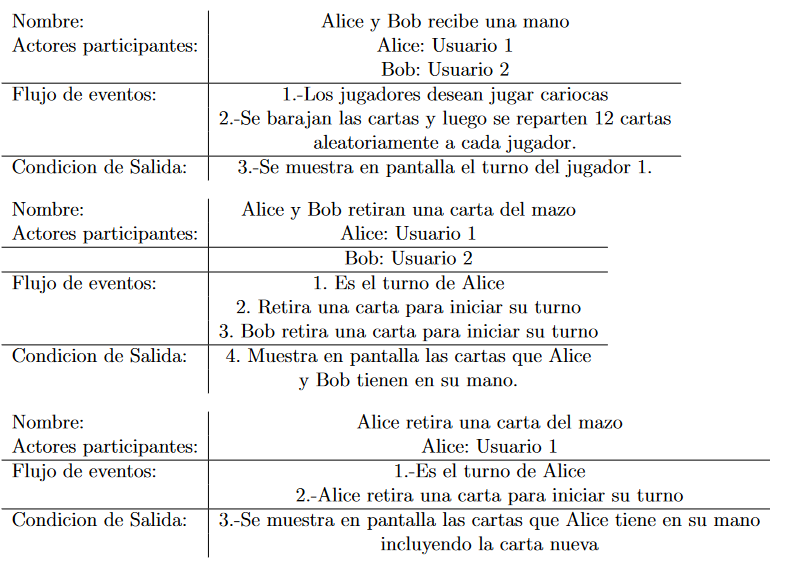 Nombre: Alice y Bob recibe una mano
Actores participantes: Alice: Usuario 1
Bob: Usuario 2
Flujo de eventos: 1.-Los jugadores desean jugar cariocas
2.-Se barajan las cartas y luego se reparten 12 cartas
aleatoriamente a cada jugador.
Condicion de Salida: 3.-Se muestra en pantalla el turno del jugador 1.
Nombre: Alice y Bob retiran una carta del mazo
Actores participantes: Alice: Usuario 1
Bob: Usuario 2
Flujo de eventos: 1. Es el turno de Alice
2. Retira una carta para iniciar su turno
3. Bob retira una carta para iniciar su turno
Condicion de Salida: 4. Muestra en pantalla las cartas que Alice
y Bob tienen en su mano.
Nombre: Alice retira una carta del mazo
Actores participantes: Alice: Usuario 1
Flujo de eventos: 1.-Es el turno de Alice
2.-Alice retira una carta para iniciar su turno
Condicion de Salida: 3.-Se muestra en pantalla las cartas que Alice tiene en su mano
incluyendo la carta nueva